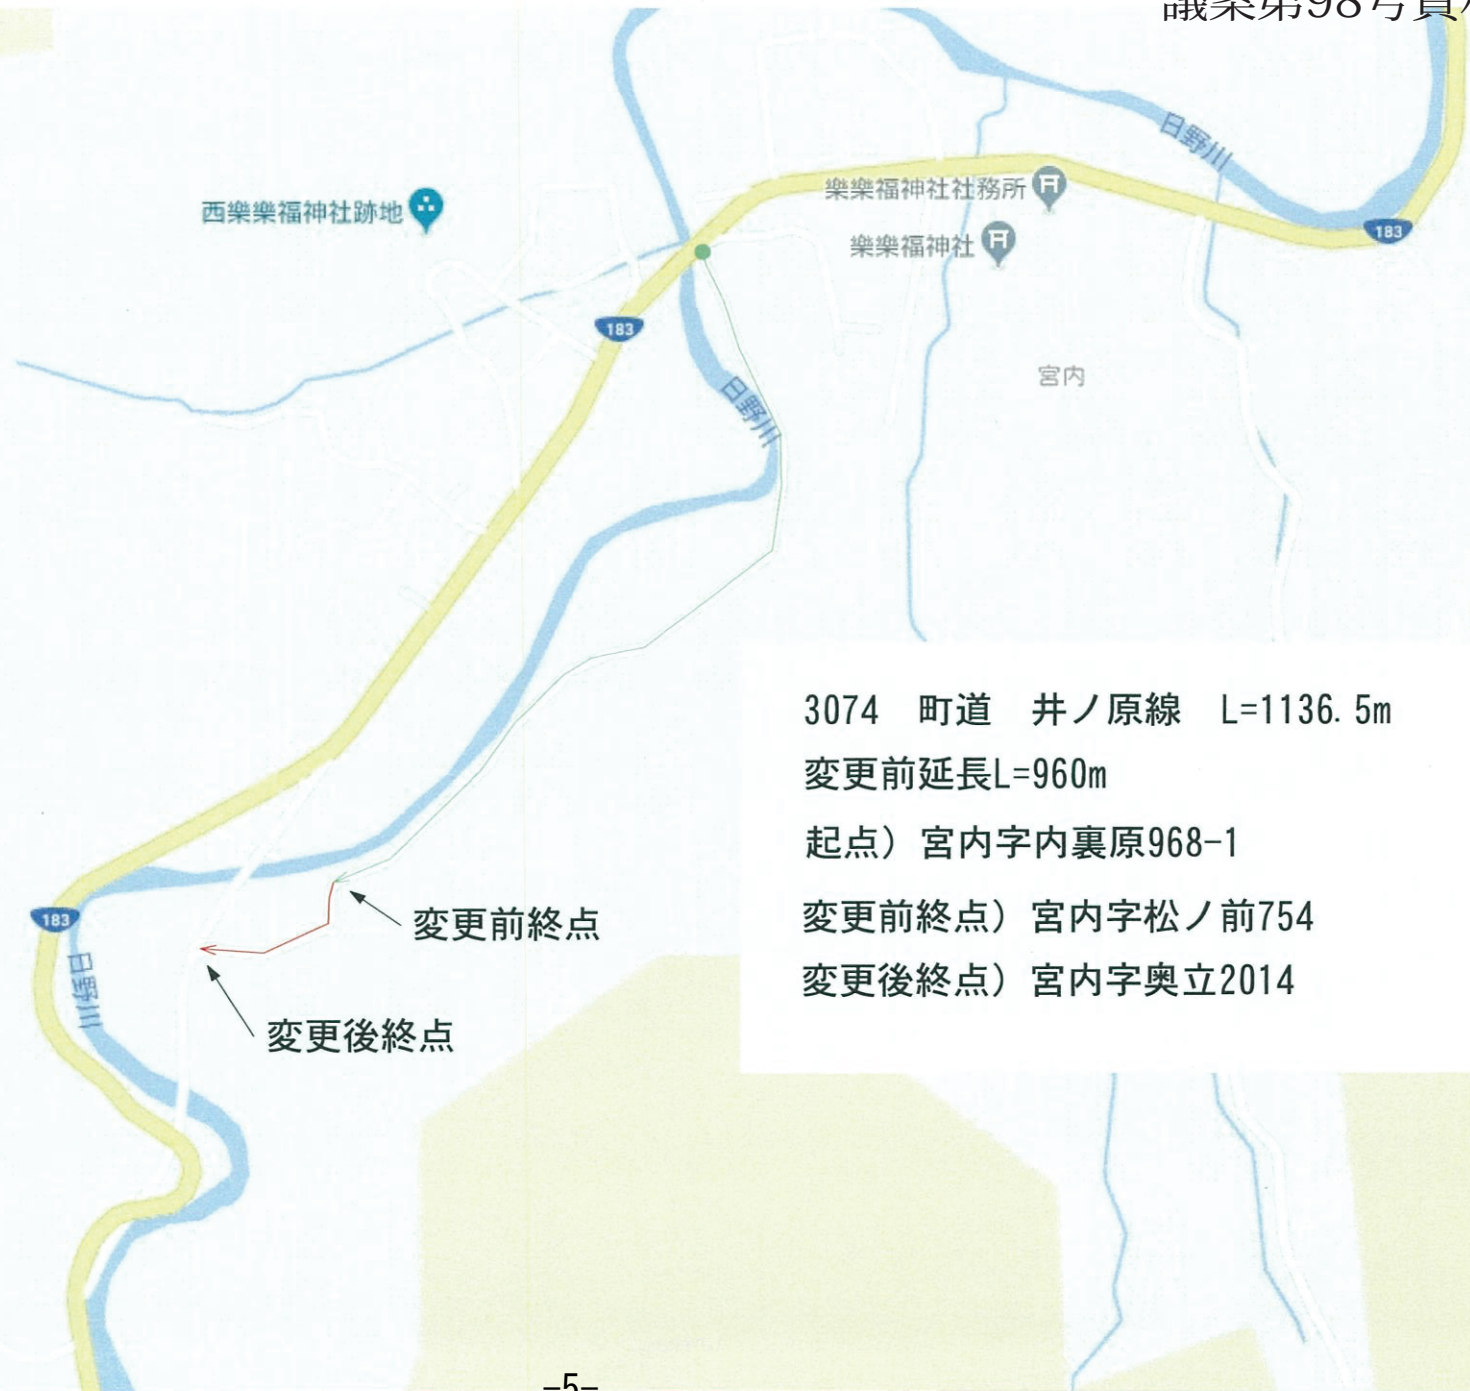 議案第98号資
日野川
樂樂福神社社務所
西樂樂福神社跡地
183
樂樂福神社
183
宮内
日野川
3074 町道 井ノ原線 L=1136.5m
変更前延長L=960m
起点）宮内字内裏原968-1
変更前終点）宮内字松ノ前754
変更後終点）宮内字奥立2014
183
変更前終点
日野川
変更後終点
-5-